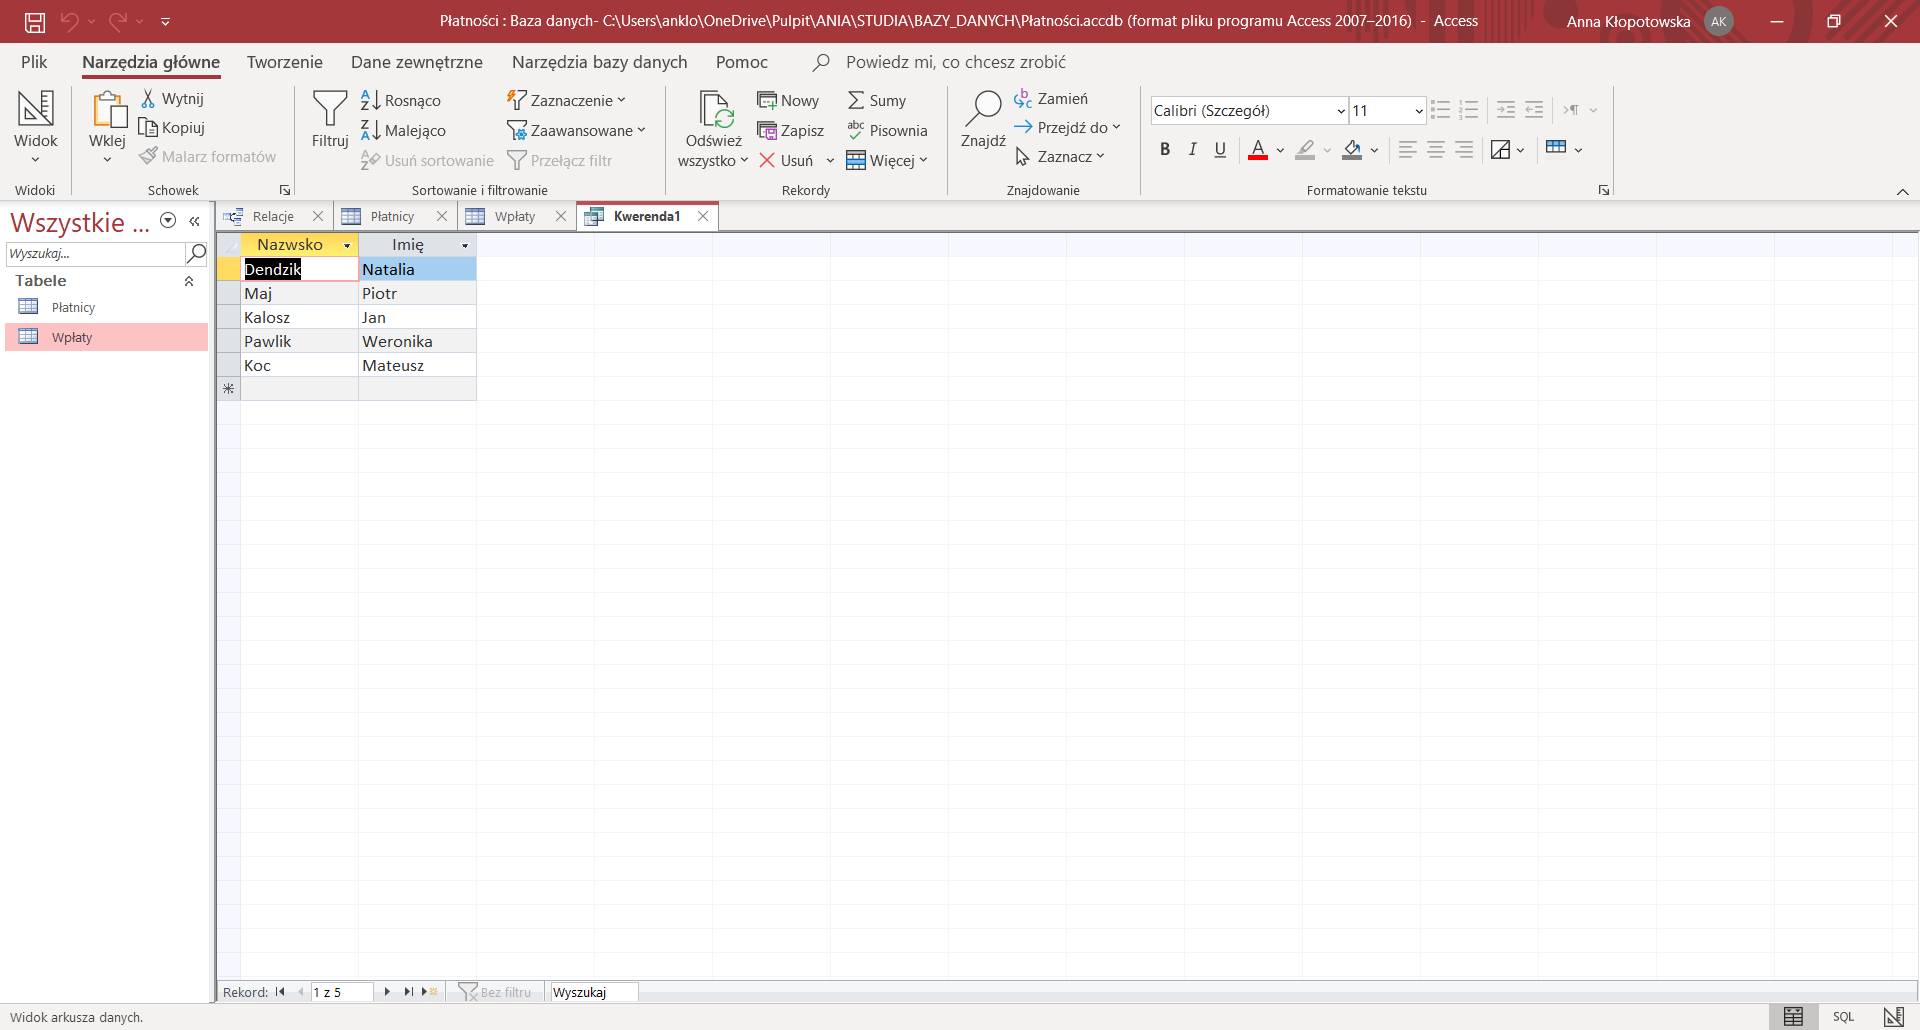 Płatności : Baza danych- C:\Users\anklo\OneDrive\Pulpit\ANIA\STUDIA\BAZY_DANYCH\Płatności.accdb (format pliku programu Access 2007–2016) - Access
Anna Kłopotowska AK
Plik Narzędzia główne Tworzenie Dane zewnętrzne Narzędzia bazy danych Pomoc Powiedz mi, co chcesz zrobić
Widok
Widoki
Wklej
Wytnij
Kopiuj
Malarz formatów
Schowek
Filtruj
Rosnąco
Malejąco
Usuń sortowanie
Zaznaczenie
Zaawansowane
Przełącz filtr
Sortowanie i filtrowanie
Odśwież
wszystko
Nowy
Zapisz
Usuń
Sumy
Pisownia
Więcej
Rekordy
Znajdź
Zamień
Przejdź do
Zaznacz
Znajdowanie
Calibri (Szczegół) 11
B I U A
Formatowanie tekstu
Wszystkie ...
Wyszukaj...
Tabele
Płatnicy
Wpłaty
Relacje Płatnicy Wpłaty Kwerenda1
Nazwsko Imię
Dendzik Natalia
Maj Piotr
Kalosz Jan
Pawlik Weronika
Koc Mateusz
Rekord: 1 z 5 Bez filtru Wyszukaj
Widok arkusza danych.
SQL